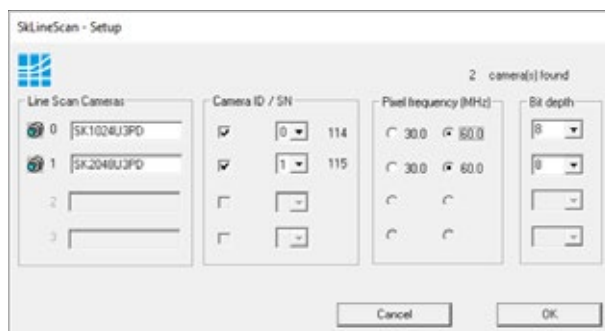 SkLineScan - Setup
2 camera(s) found
Line Scan Cameras Camera ID / SN Pixel frequency (MHz) Bit depth
0 SK1024U3PD 0 114 30.0 60.0 8
1 SK2048U3PD 1 115 30.0 60.0 8
2
3
Cancel OK